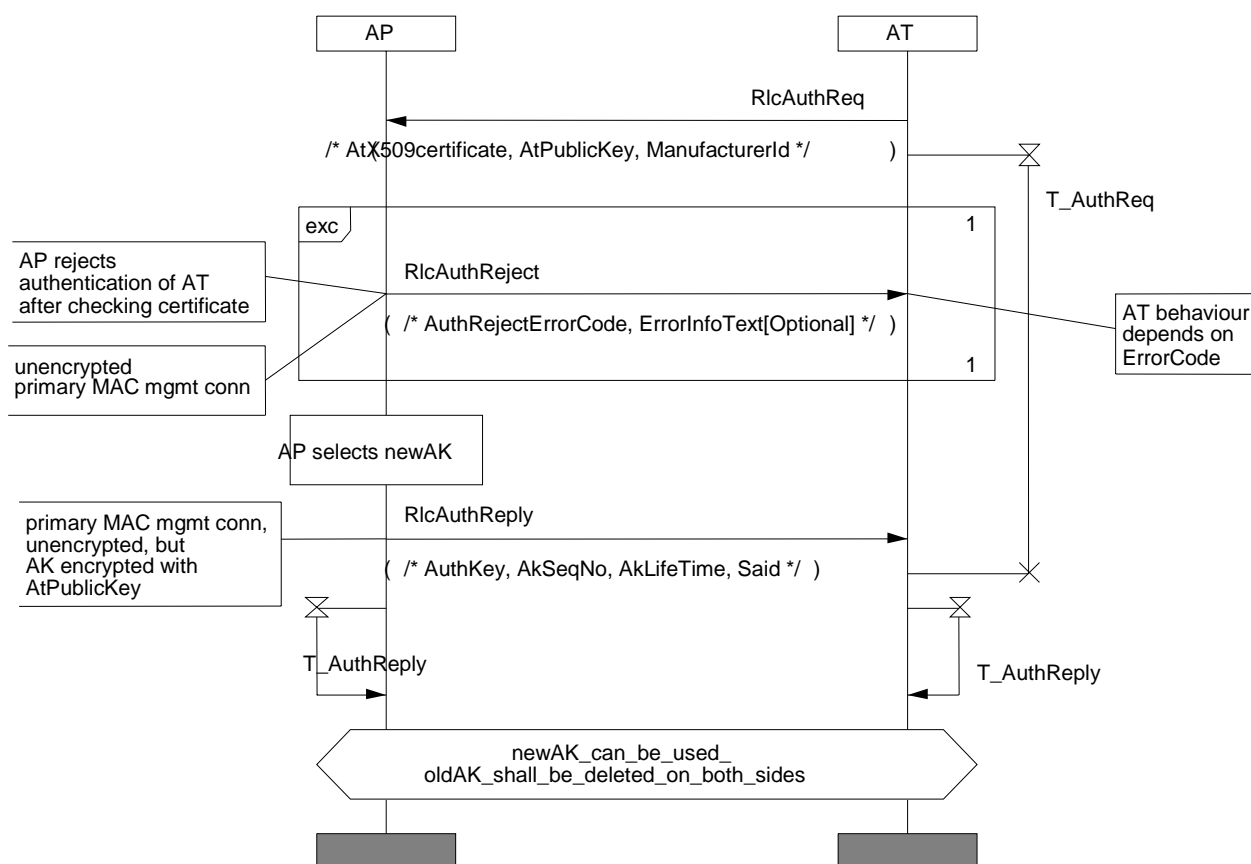 AP
AT
RlcAuthReq
( /* AtX509certificate, AtPublicKey, ManufacturerId */ )
T_AuthReq
exc
1
AP rejects
authentication of AT
after checking certificate
RlcAuthReject
( /* AuthRejectErrorCode, ErrorInfoText[Optional] */ )
AT behaviour
depends on
ErrorCode
unencrypted
primary MAC mgmt conn
1
AP selects newAK
primary MAC mgmt conn,
unencrypted, but
AK encrypted with
AtPublicKey
RlcAuthReply
( /* AuthKey, AkSeqNo, AkLifeTime, Said */ )
T_AuthReply
T_AuthReply
newAK_can_be_used_
oldAK_shall_be_deleted_on_both_sides